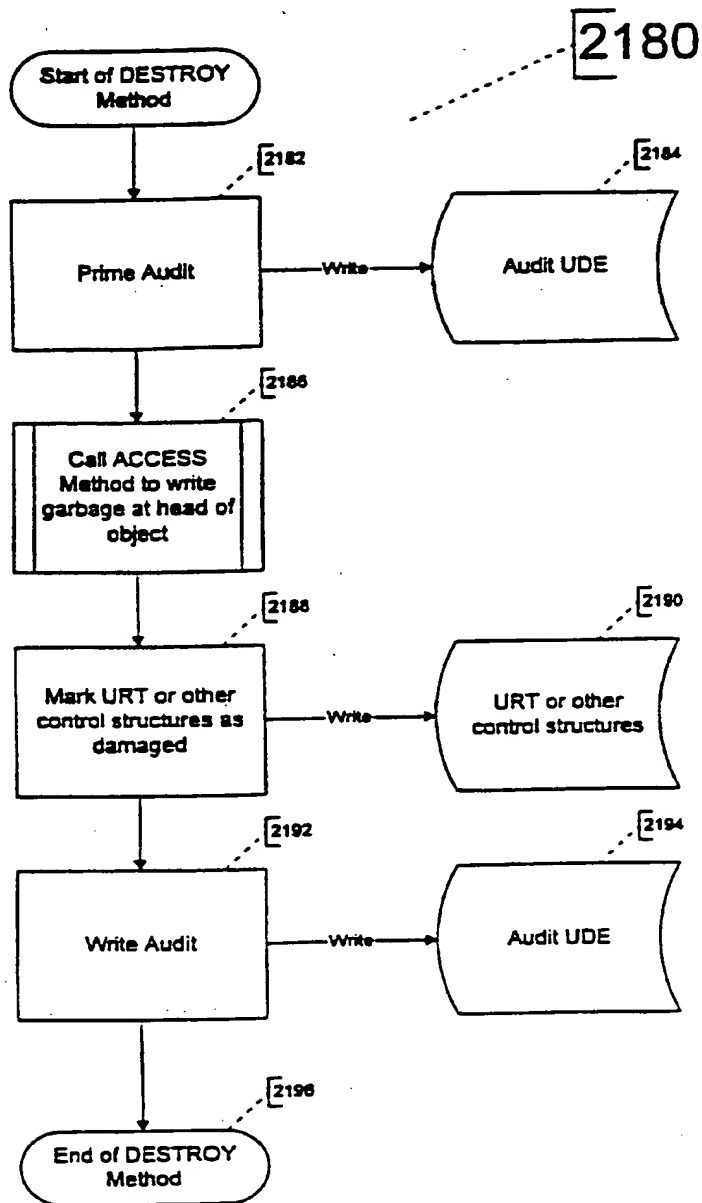 2180
Start of DESTROY
Method
2182
2184
Prime Audit
Write
Audit UDE
2186
Call ACCESS
Method to write
garbage at head of
object
2188
2190
Mark URT or other
control structures as
damaged
Write
URT or other
control structures
2192
2194
Write Audit
Write
Audit UDE
2196
End of DESTROY
Method